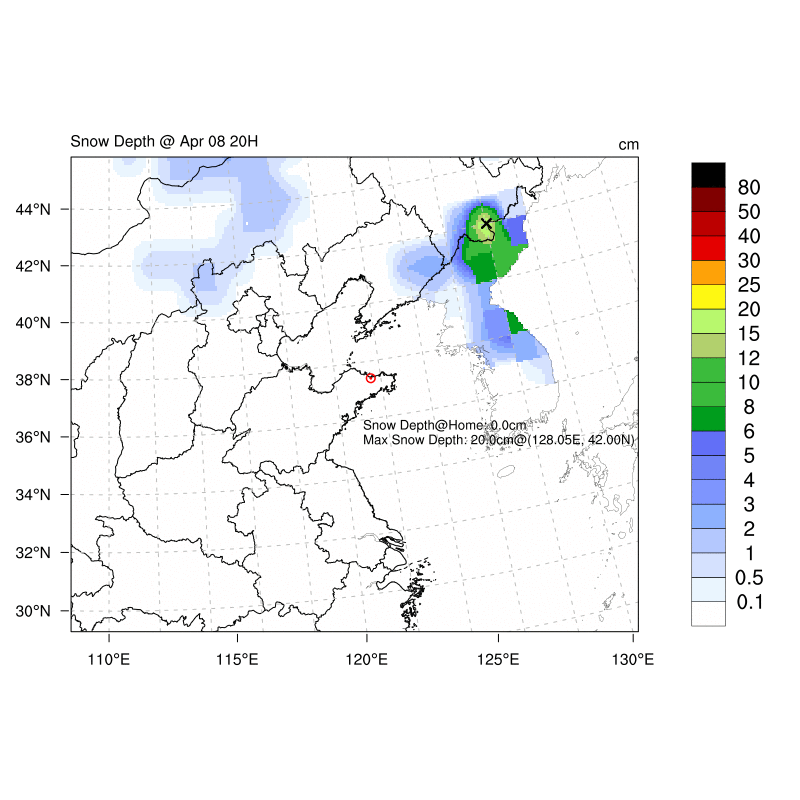 Snow Depth @ Apr 08 20H
cm
44°N
42°N
40°N
38°N
36°N
34°N
32°N
30°N
110°E
115°E
120°E
125°E
130°E
Snow Depth@Home: 0.0cm
Max Snow Depth: 20.0cm@(128.05E, 42.00N)
80
50
40
30
25
20
15
12
10
8
6
5
4
3
2
1
0.5
0.1